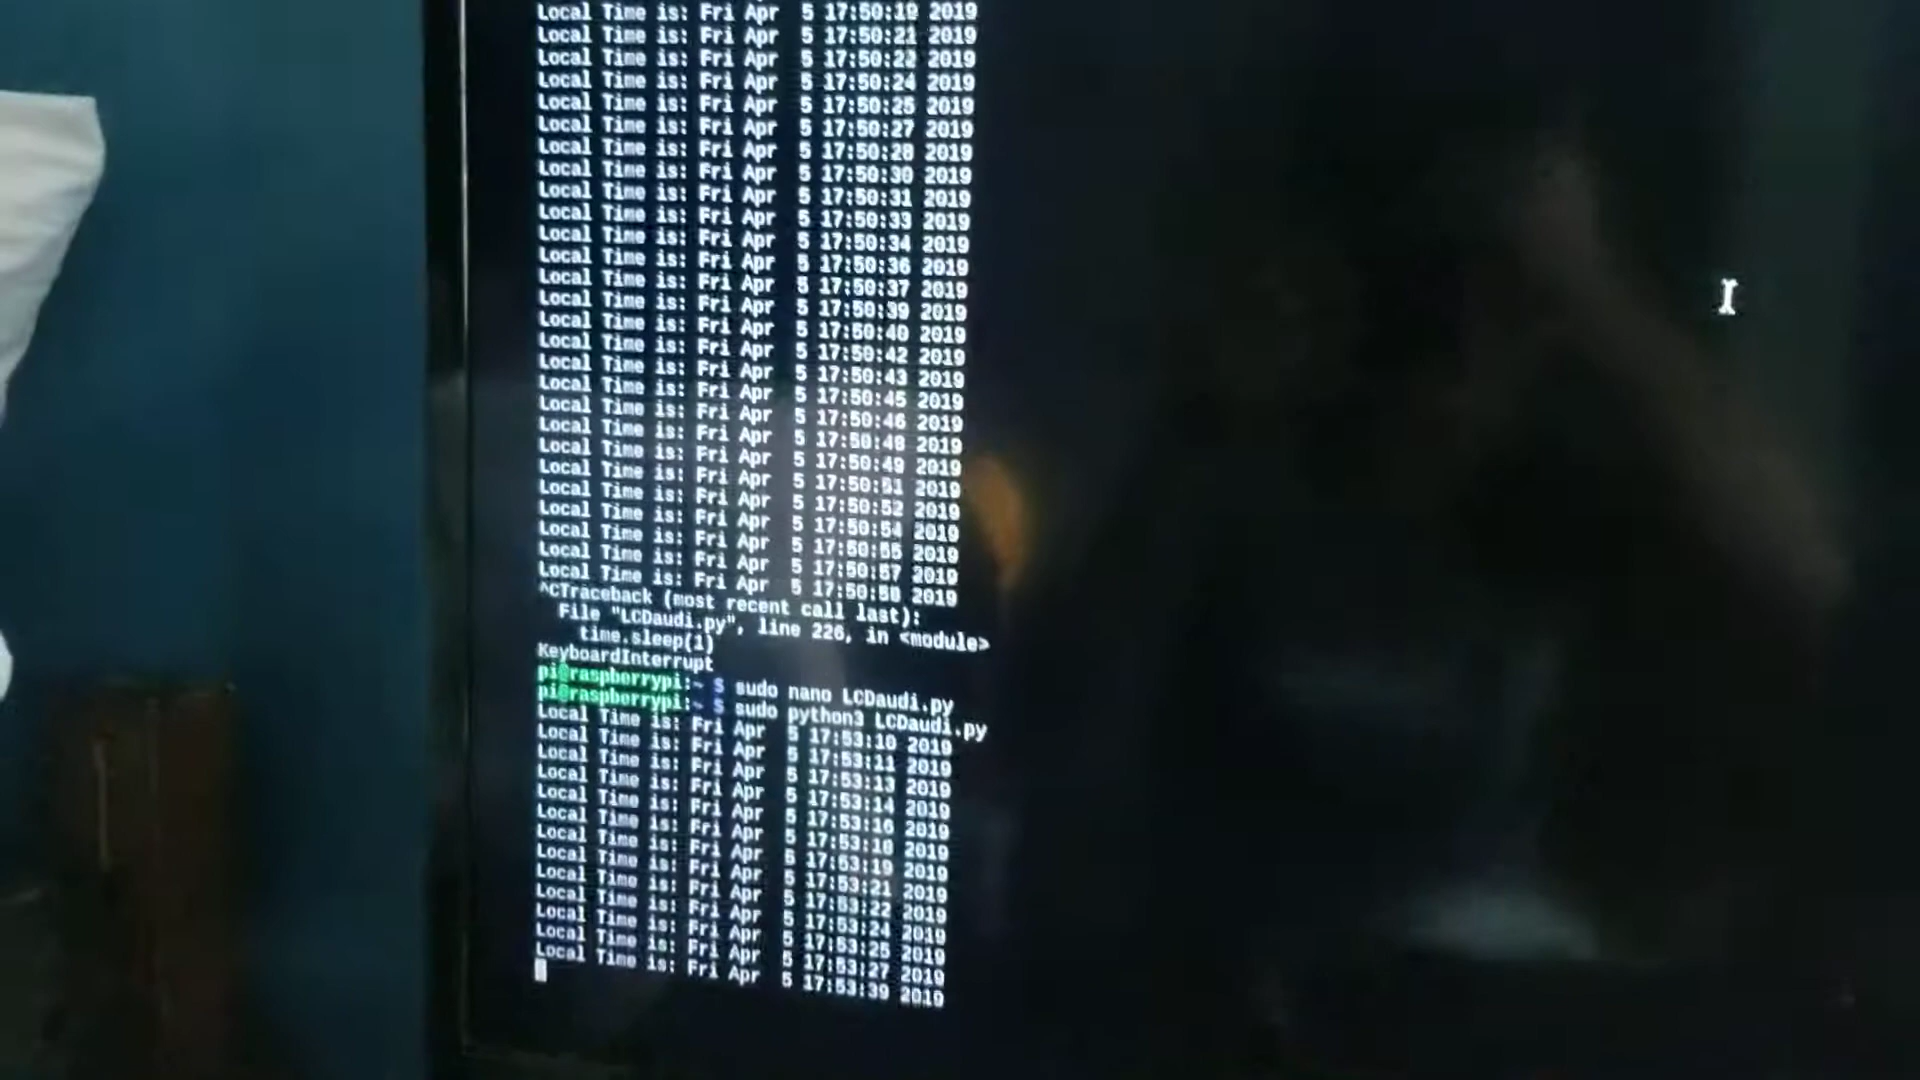 Local Time is: Fri Apr  5 17:50:19 2019
Local Time is: Fri Apr  5 17:50:21 2019
Local Time is: Fri Apr  5 17:50:22 2019
Local Time is: Fri Apr  5 17:50:24 2019
Local Time is: Fri Apr  5 17:50:25 2019
Local Time is: Fri Apr  5 17:50:27 2019
Local Time is: Fri Apr  5 17:50:28 2019
Local Time is: Fri Apr  5 17:50:30 2019
Local Time is: Fri Apr  5 17:50:31 2019
Local Time is: Fri Apr  5 17:50:33 2019
Local Time is: Fri Apr  5 17:50:34 2019
Local Time is: Fri Apr  5 17:50:36 2019
Local Time is: Fri Apr  5 17:50:37 2019
Local Time is: Fri Apr  5 17:50:39 2019
Local Time is: Fri Apr  5 17:50:40 2019
Local Time is: Fri Apr  5 17:50:42 2019
Local Time is: Fri Apr  5 17:50:43 2019
Local Time is: Fri Apr  5 17:50:45 2019
Local Time is: Fri Apr  5 17:50:46 2019
Local Time is: Fri Apr  5 17:50:48 2019
Local Time is: Fri Apr  5 17:50:49 2019
Local Time is: Fri Apr  5 17:50:51 2019
Local Time is: Fri Apr  5 17:50:52 2019
Local Time is: Fri Apr  5 17:50:54 2019
Local Time is: Fri Apr  5 17:50:55 2019
Local Time is: Fri Apr  5 17:50:57 2019
Local Time is: Fri Apr  5 17:50:58 2019
^CTraceback (most recent call last):
  File "LCDaudi.py", line 226, in <module>
    time.sleep(1)
KeyboardInterrupt
pi@raspberrypi:~ $ sudo nano LCDaudi.py
pi@raspberrypi:~ $ sudo python3 LCDaudi.py
Local Time is: Fri Apr  5 17:53:10 2019
Local Time is: Fri Apr  5 17:53:11 2019
Local Time is: Fri Apr  5 17:53:13 2019
Local Time is: Fri Apr  5 17:53:14 2019
Local Time is: Fri Apr  5 17:53:16 2019
Local Time is: Fri Apr  5 17:53:18 2019
Local Time is: Fri Apr  5 17:53:19 2019
Local Time is: Fri Apr  5 17:53:21 2019
Local Time is: Fri Apr  5 17:53:22 2019
Local Time is: Fri Apr  5 17:53:24 2019
Local Time is: Fri Apr  5 17:53:25 2019
Local Time is: Fri Apr  5 17:53:27 2019
Local Time is: Fri Apr  5 17:53:39 2019